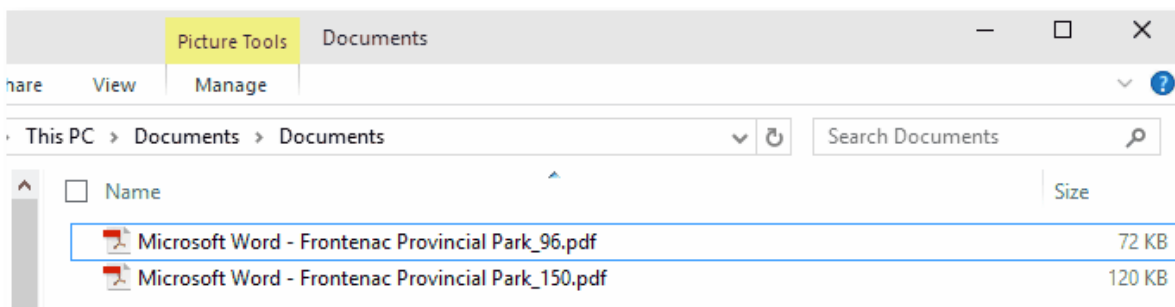 Picture Tools Documents
hare View Manage
This PC > Documents > Documents Search Documents
Name Size
Microsoft Word - Frontenac Provincial Park_96.pdf 72 KB
Microsoft Word - Frontenac Provincial Park_150.pdf 120 KB